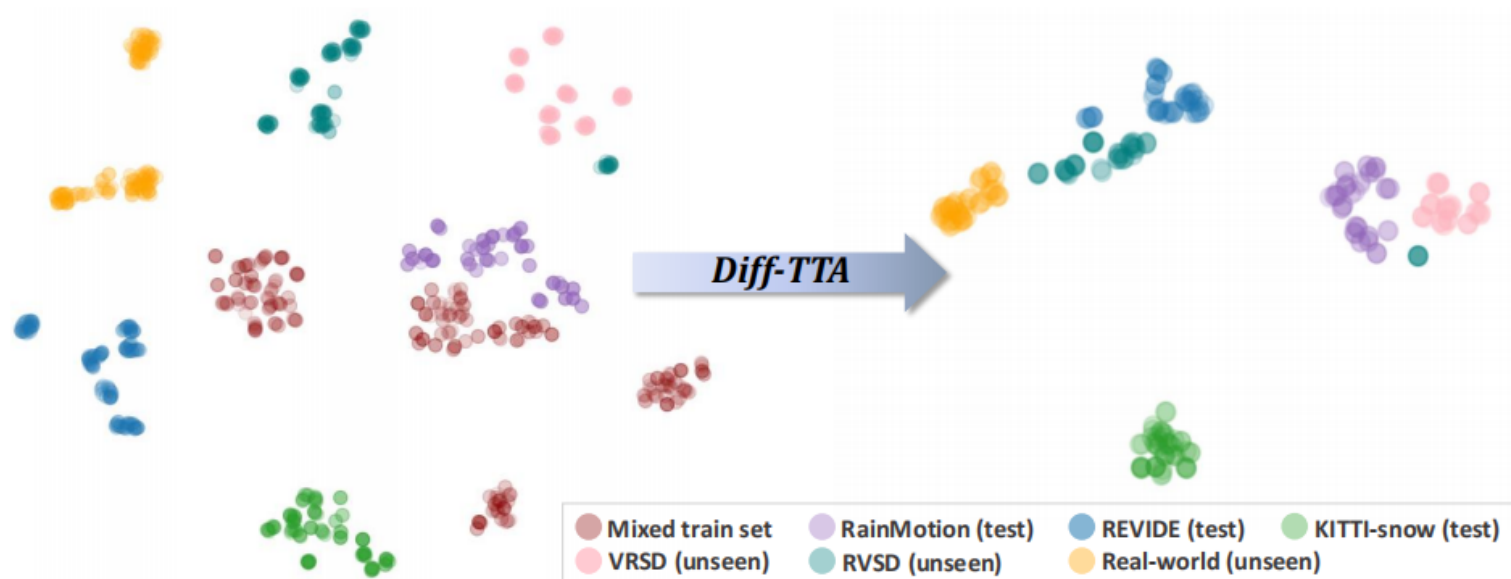 Diff-TTA
Mixed train set RainMotion (test) REVIDE (test) KITTI-snow (test)
VRSD (unseen) RVSD (unseen) Real-world (unseen)